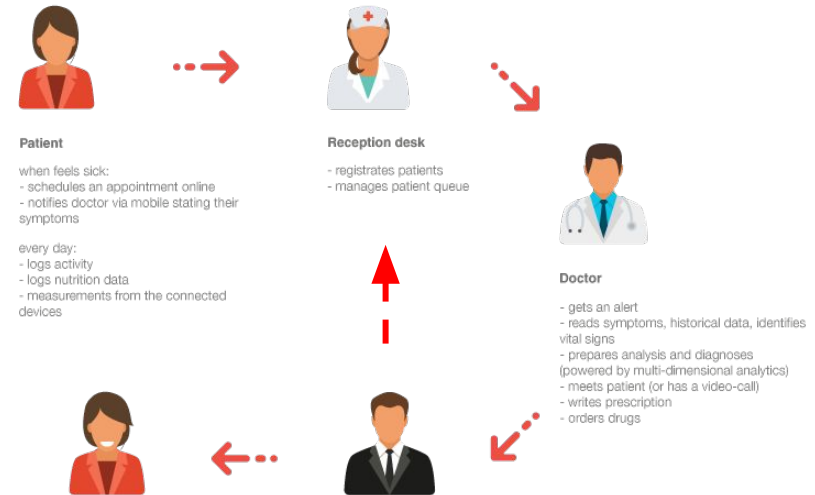 Patient
when feels sick:
- schedules an appointment online
- notifies doctor via mobile stating their
symptoms
every day:
- logs activity
- logs nutrition data
- measurements from the connected
devices
Reception desk
- registrates patients
- manages patient queue
Doctor
- gets an alert
- reads symptoms, historical data, identifies
vital signs
- prepares analysis and diagnoses
(powered by multi-dimensional analytics)
- meets patient (or has a video-call)
- writes prescription
- orders drugs